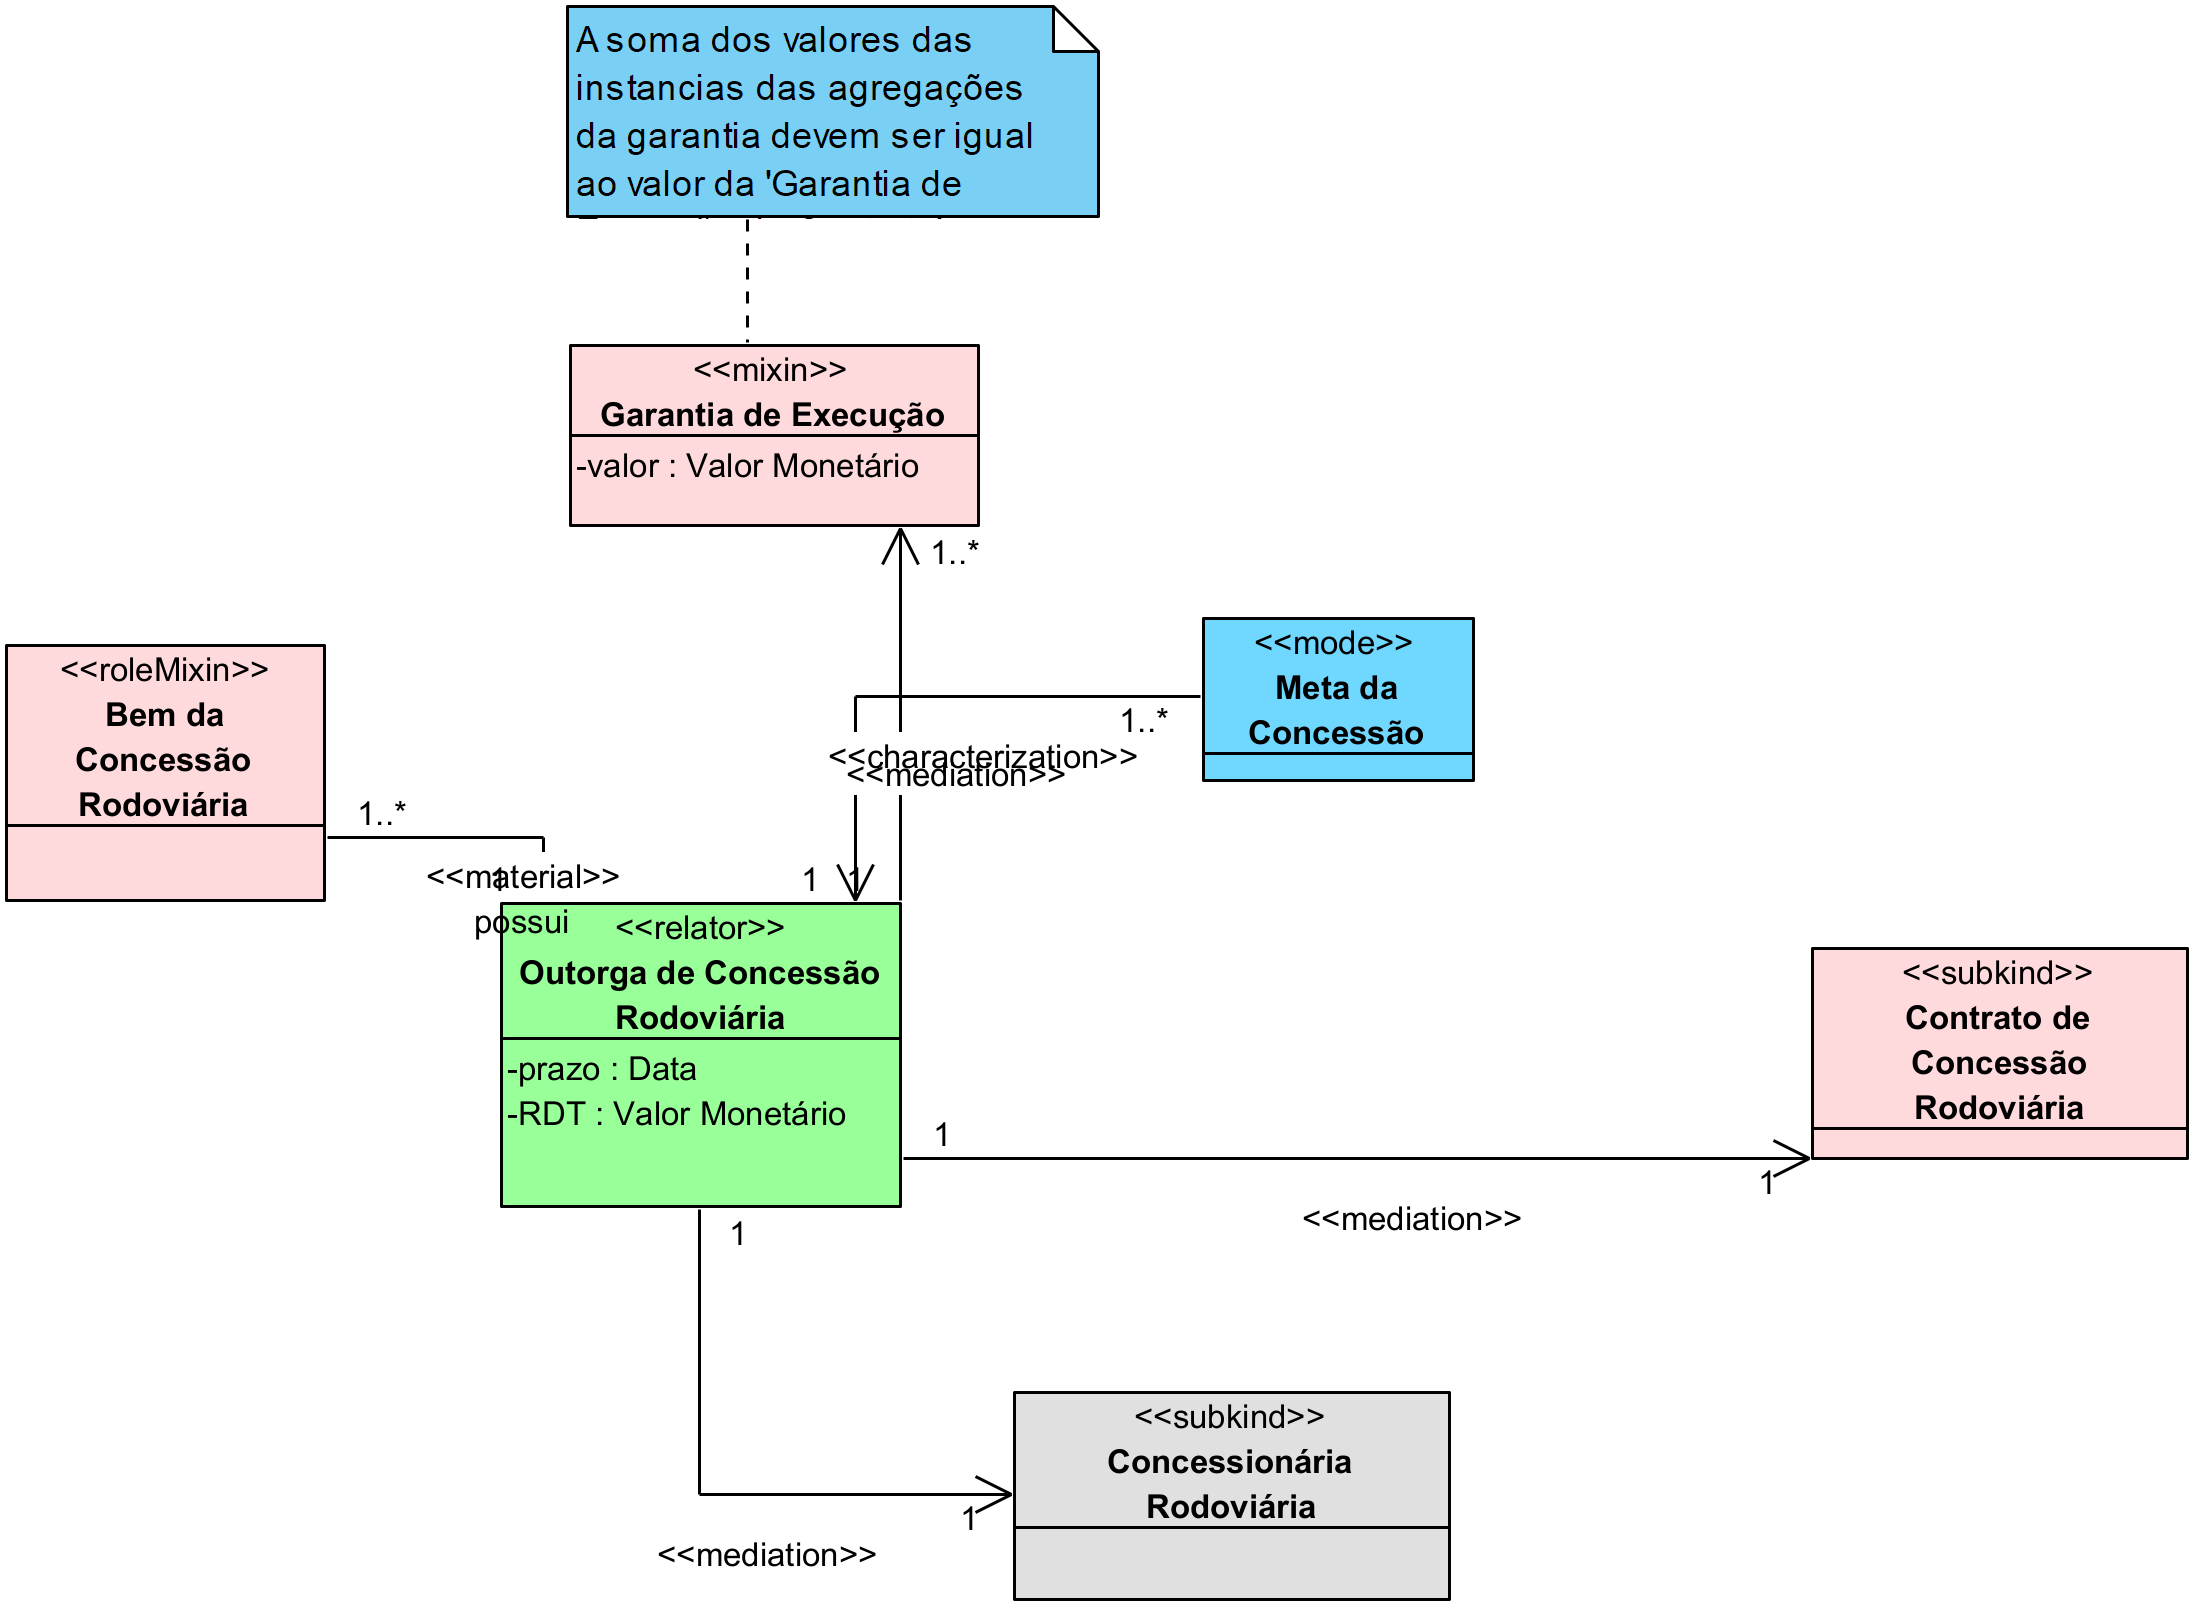 A soma dos valores das
instancias das agregações
da garantia devem ser igual
ao valor da 'Garantia de
<<mixin>>
Garantia de Execução
-valor : Valor Monetário
1..*
<<mode>>
Meta da
Concessão
1..*
<<roleMixin>>
Bem da
Concessão
Rodoviária
1..*
<<characterization>>
<<mediation>>
<<material>>
possui
1
1
1
<<relator>>
Outorga de Concessão
Rodoviária
-prazo : Data
-RDT : Valor Monetário
<<subkind>>
Contrato de
Concessão
Rodoviária
1
1
<<mediation>>
1
<<subkind>>
Concessionária
Rodoviária
1
<<mediation>>